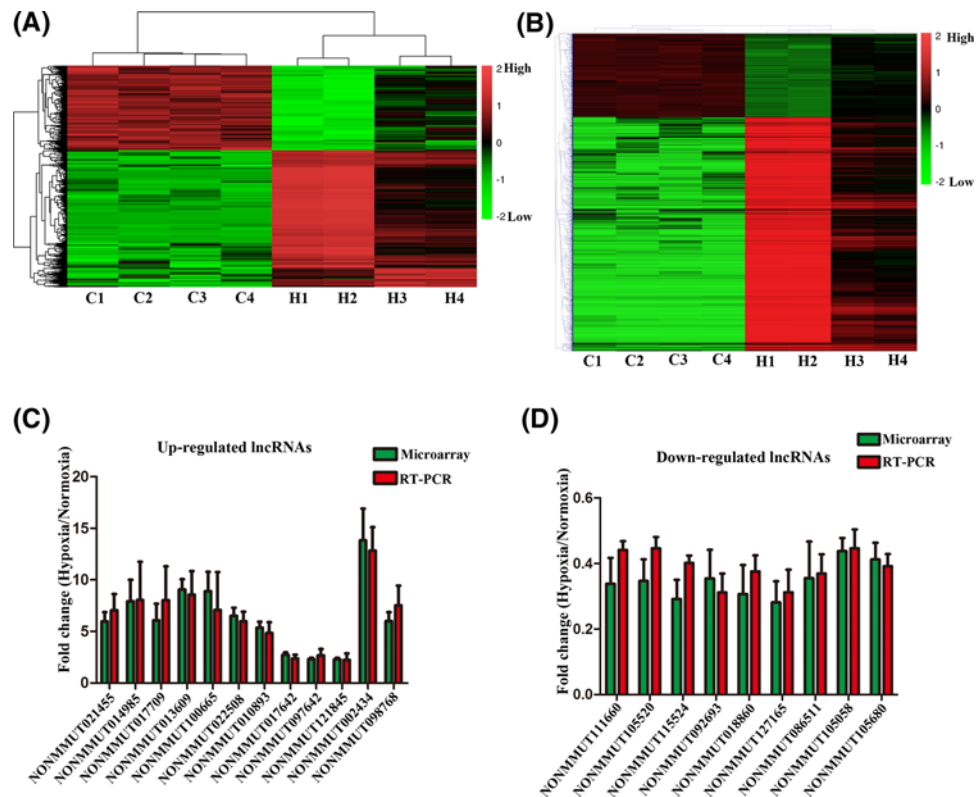 (A)
2 High
1
0
-1
-2 Low
C1 C2 C3 C4 H1 H2 H3 H4
(B)
2 High
1
0
-1
-2 Low
C1 C2 C3 C4 H1 H2 H3 H4
(C)
Up-regulated lncRNAs
Microarray
RT-PCR
Fold change (Hypoxia/Normoxia)
20
15
10
5
0
NONMMUT021455
NONMMUT014985
NONMMUT017709
NONMMUT013609
NONMMUT100665
NONMMUT022508
NONMMUT010893
NONMMUT017642
NONMMUT097642
NONMMUT121845
NONMMUT002434
NONMMUT098768
(D)
Down-regulated lncRNAs
Microarray
RT-PCR
Fold change (Hypoxia/Normoxia)
0.6
0.4
0.2
0.0
NONMMUT111660
NONMMUT105520
NONMMUT115524
NONMMUT092693
NONMMUT018860
NONMMUT127165
NONMMUT086511
NONMMUT105058
NONMMUT105680